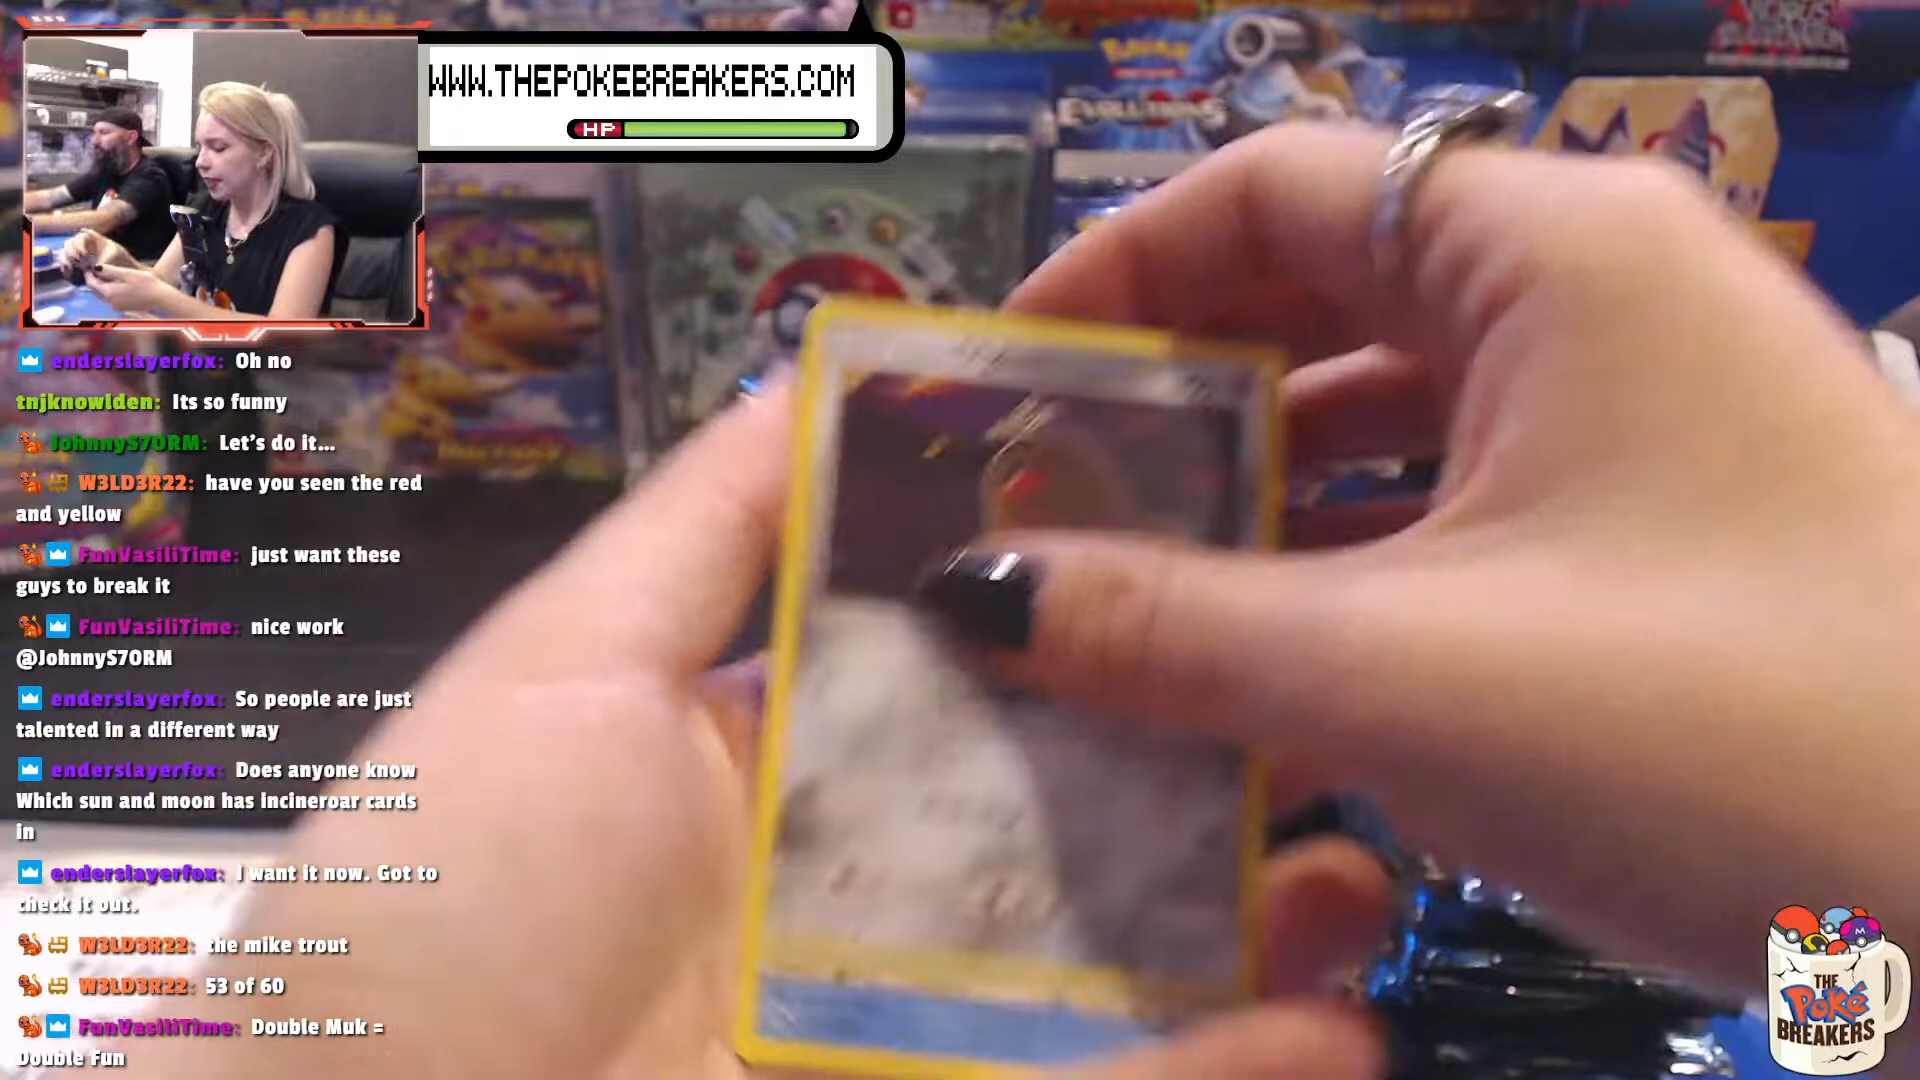 WWW.THEPOKEBREAKERS.COM
HP
Pokémon
EVOLUTIONS
enderslayerfox: Oh no
tnjknowlden: Its so funny
JohnnyS7ORM: Let's do it...
W3LD3R22: have you seen the red
and yellow
FunVasiliTime: just want these
guys to break it
FunVasiliTime: nice work
@JohnnyS7ORM
enderslayerfox: So people are just
talented in a different way
enderslayerfox: Does anyone know
Which sun and moon has incineroar cards
in
enderslayerfox: I want it now. Got to
check it out.
W3LD3R22: the mike trout
W3LD3R22: 53 of 60
FunVasiliTime: Double Muk =
Double Fun
M
THE
Poké
BREAKERS